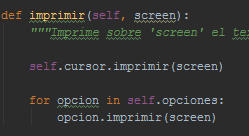 def imprimir(self, screen):
"""Imprime sobre 'screen' el
self.cursor.imprimir(screen)
for opcion in self.opciones:
opcion.imprimir(screen)